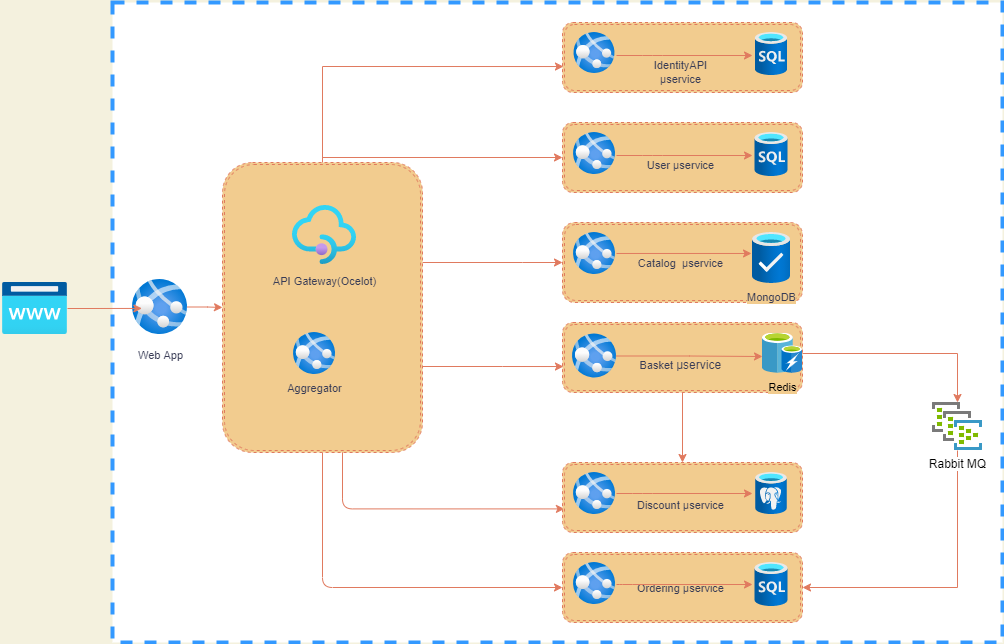 SQL
IdentityAPI
µservice
SQL
User µservice
API Gateway(Ocelot)
Catalog µservice
MongoDB
WWW
Web App
Aggregator
Basket µservice
Redis
Rabbit MQ
Discount µservice
Ordering µservice
SQL